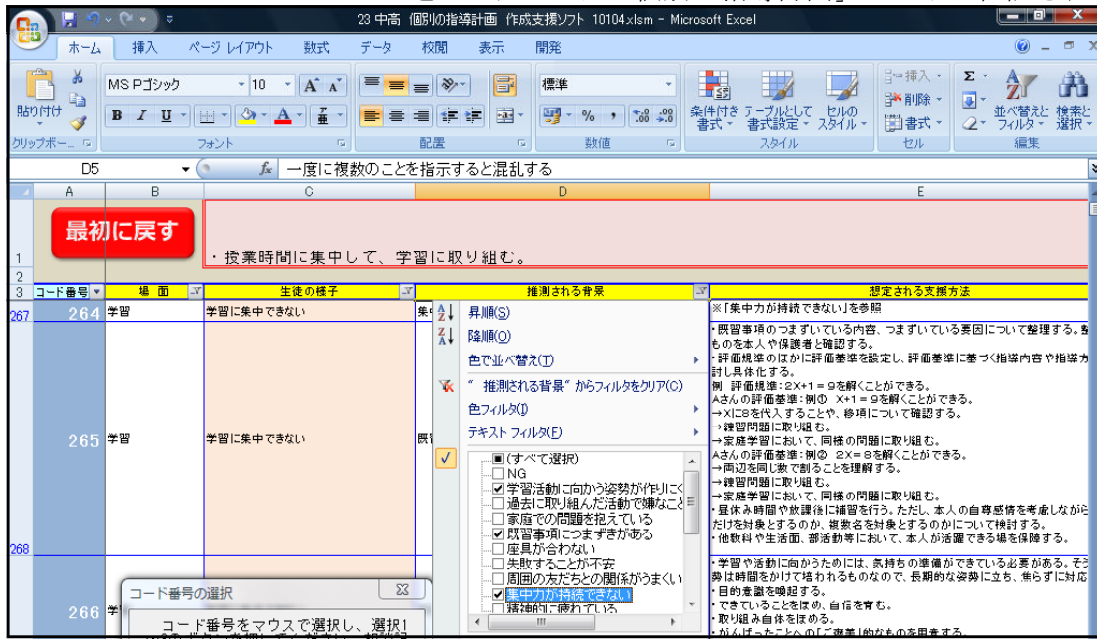 23 中高 個別の指導計画 作成支援ソフト 10104.xlsm - Microsoft Excel
ホーム 挿入 ページ レイアウト 数式 データ 校閲 表示 開発
貼り付け
MS Pゴシック 10
標準
条件付き書式 テーブルとして書式設定 セルのスタイル
挿入
削除
書式
並べ替えとフィルタ 検索と選択
クリップボー... フォント 配置 数値 スタイル セル 編集
D5 fx 一度に複数のことを指示すると混乱する
A B C D E
1 最初に戻す ・授業時間に集中して、学習に取り組む。
2
3 コード番号 場 面 生徒の様子 推測される背景 想定される支援方法
267 264 学習 学習に集中できない ※「集中力が持続できない」を参照
268 265 学習 学習に集中できない
・既習事項のつまずいている内容、つまずいている要因について整理する。
ものを本人や保護者と確認する。
・評価規準のほかに評価基準を設定し、評価基準に基づく指導内容や指導方
討し具体化する。
例 評価規準：2X+1＝9を解くことができる。
Aさんの評価基準：例① X+1＝9を解くことができる。
→Xに8を代入することや、移項について確認する。
→練習問題に取り組む。
→家庭学習において、同様の問題に取り組む。
Aさんの評価基準：例② 2X＝8を解くことができる。
→両辺を同じ数で割ることを理解する。
→練習問題に取り組む。
→家庭学習において、同様の問題に取り組む。
・昼休み時間や放課後に補習を行う。ただし、本人の自尊感情を考慮しながら
だけを対象とするのか、複数名を対象とするのかについて検討する。
・他教科や生活面、部活動等において、本人が活躍できる場を保障する。
266
・学習や活動に向かうためには、気持ちの準備ができている必要がある。そう
勢は時間をかけて培われるものなので、長期的な姿勢に立ち、焦らずに対応
・目的意識を喚起する。
・できていることをほめ、自信を育む。
・取り組み自体をほめる。
・がんばったことへの「ご褒美」的なものを用意する。
昇順(S)
降順(O)
色で並べ替え(T)
" 推測される背景" からフィルタをクリア(C)
色フィルタ(I)
テキスト フィルタ(F)
(すべて選択)
NG
学習活動に向かう姿勢が作りにく
過去に取り組んだ活動で嫌なこと
家庭での問題を抱えている
既習事項につまずきがある
座具が合わない
失敗することが不安
周囲の友だちとの関係がうまくい
集中力が持続できない
精神的に疲れている
コード番号の選択
コード番号をマウスで選択し、選択1